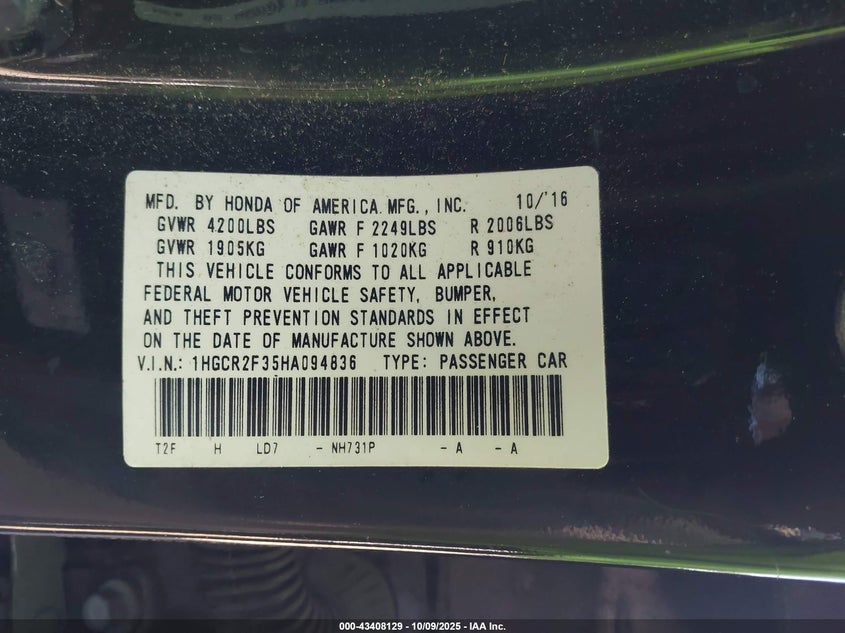 MFD. BY HONDA OF AMERICA MFG., INC. 10/'16
GVWR 4200LBS GAWR F 2249LBS R 2006LBS
GVWR 1905KG GAWR F 1020KG R 910KG
THIS VEHICLE CONFORMS TO ALL APPLICABLE
FEDERAL MOTOR VEHICLE SAFETY, BUMPER,
AND THEFT PREVENTION STANDARDS IN EFFECT
ON THE DATE OF MANUFACTURE SHOWN ABOVE.
V.I.N.: 1HGCR2F35HA094836 TYPE: PASSENGER CAR
T2F H LD7 - NH731P - A - A
000-43408129 - 10/09/2025 - IAA Inc.